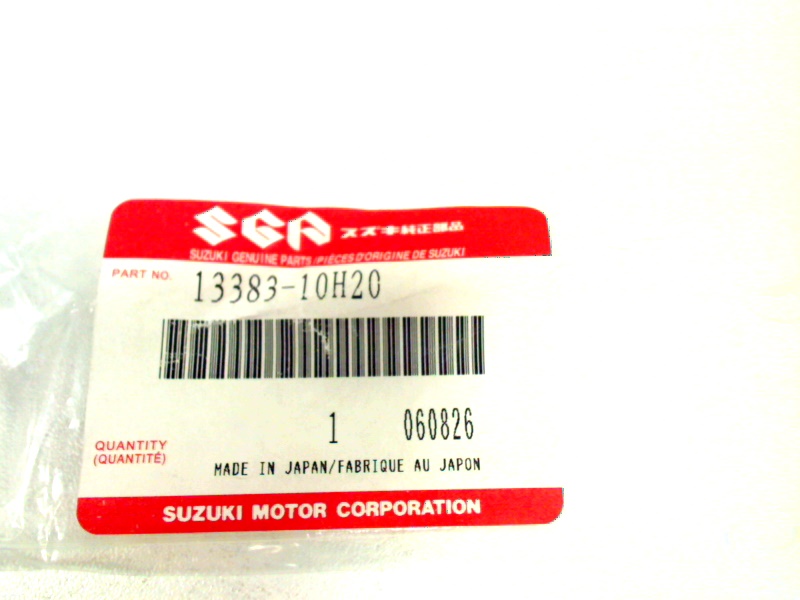 SGP スズキ純正部品
SUZUKI GENUINE PARTS/PIÈCES D'ORIGINE DE SUZUKI
PART NO. 13383-10H20
1 060826
QUANTITY
(QUANTITÉ)
MADE IN JAPAN/FABRIQUE AU JAPON
SUZUKI MOTOR CORPORATION